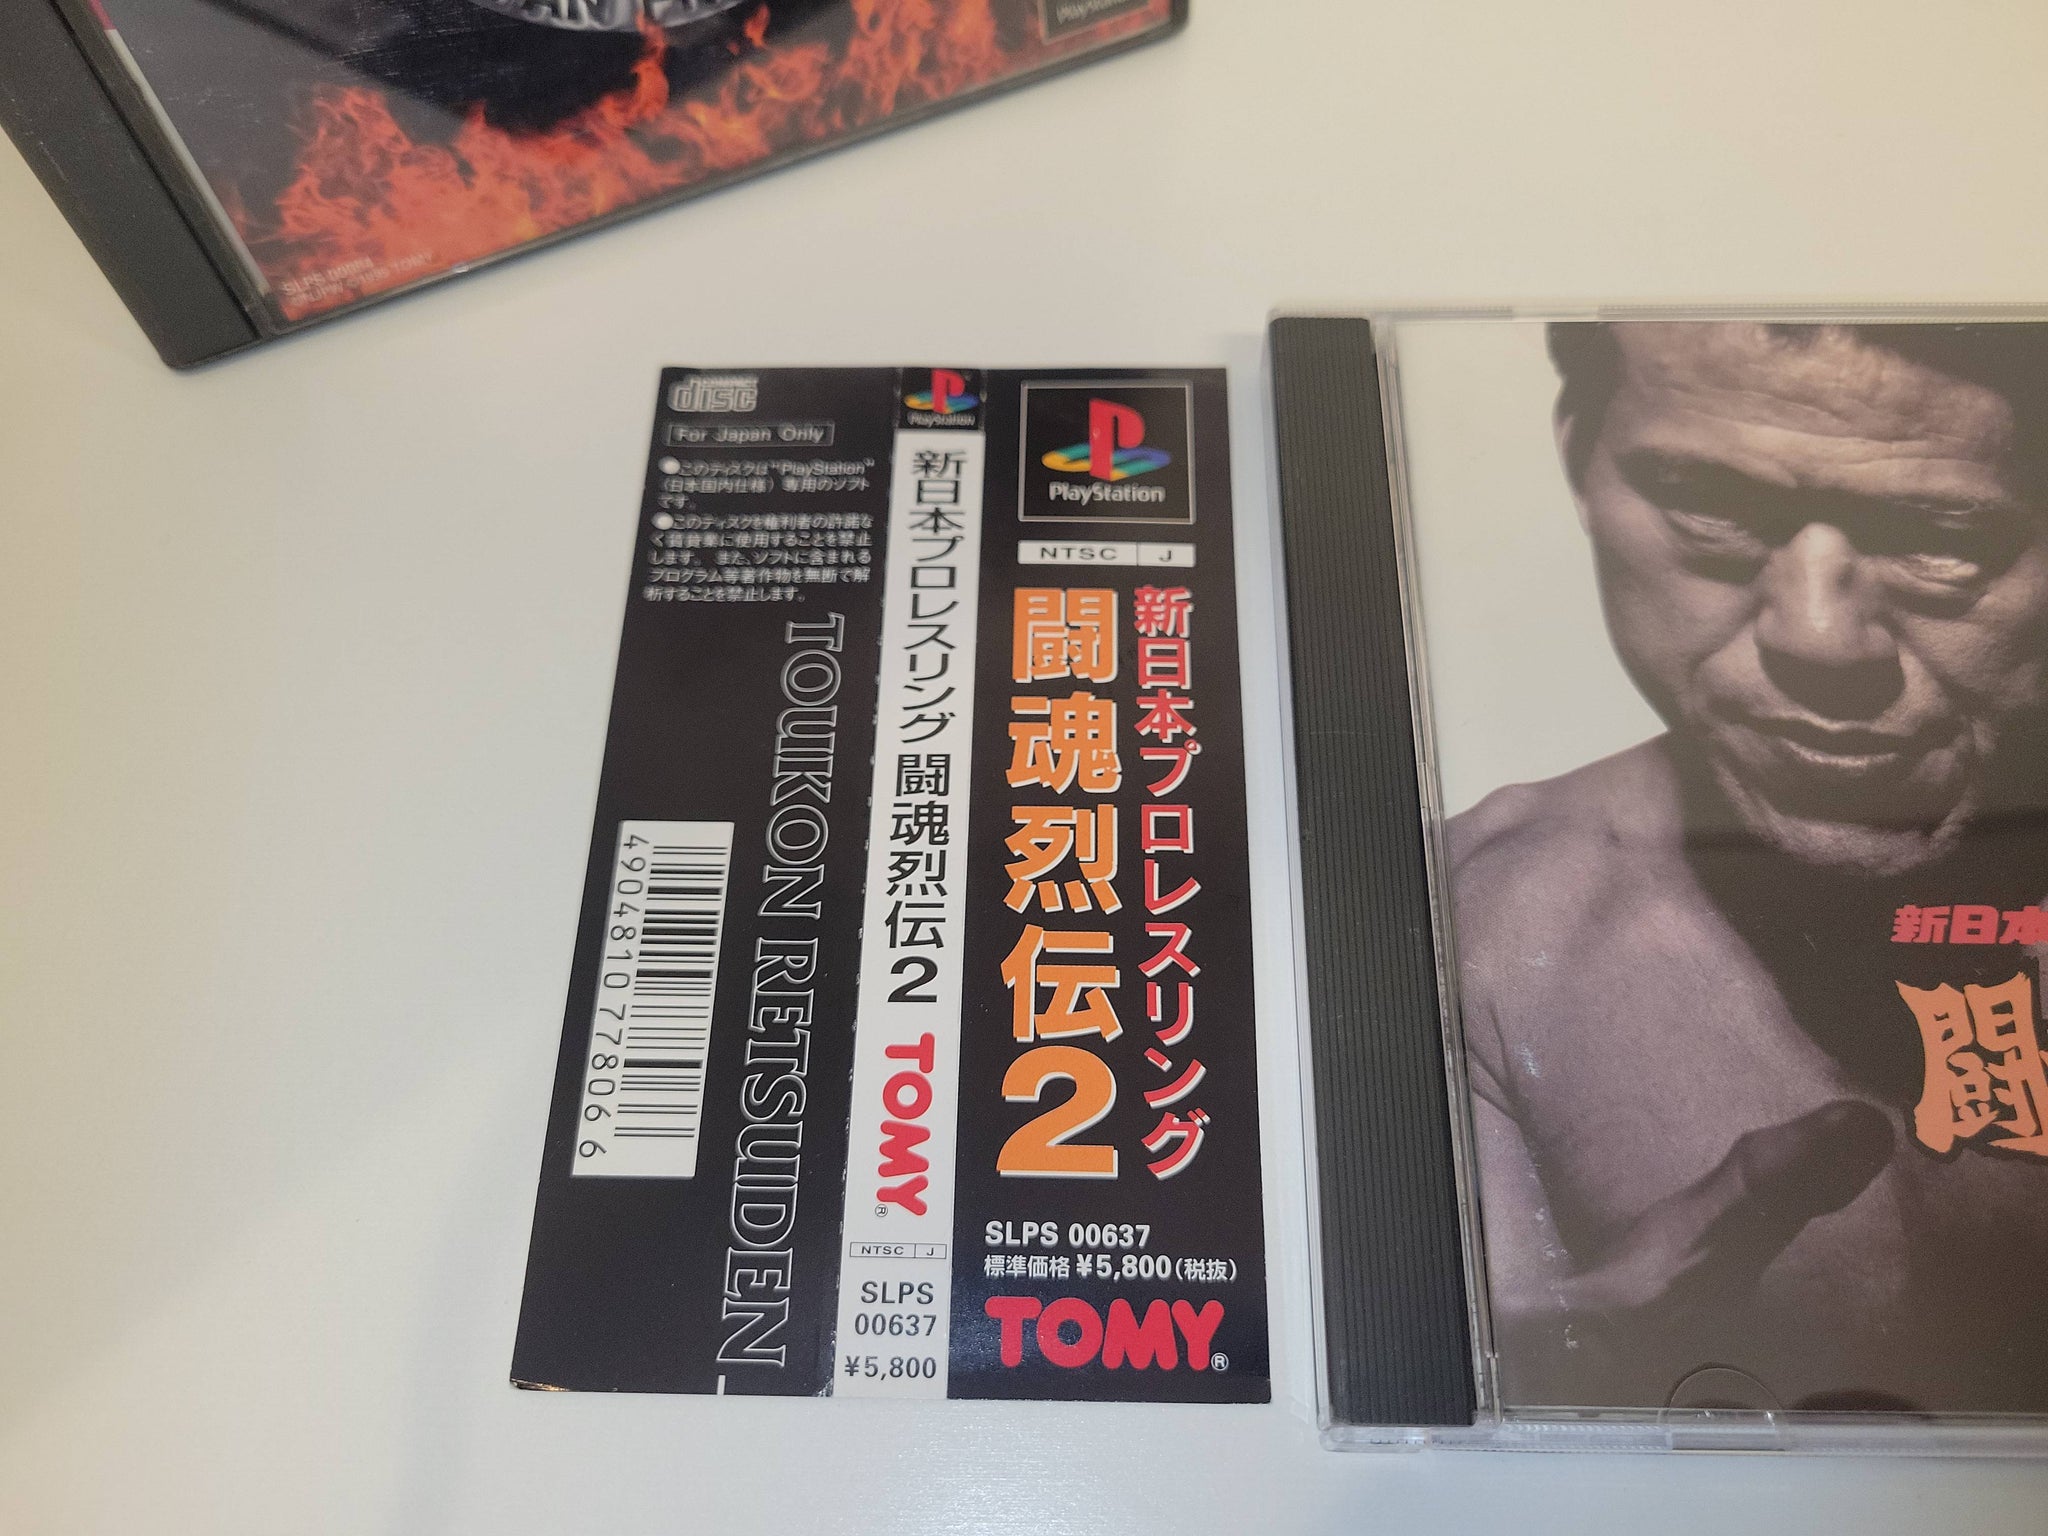 PlayStation
SLPS 00064
TOMY
disc
For Japan Only
●このディスクは"PlayStation"
(日本国内仕様)専用のソフト
です。
●このディスクを権利者の許諾な
く賃貸業に使用することを禁止
します。また、ソフトに含まれる
プログラム等著作物を無断で解
析することを禁止します。
TOUKON RETSUIDEN
4904810778066
PlayStation
新日本プロレスリング 闘魂烈伝2
TOMY®
NTSC J
SLPS
00637
¥5,800
PlayStation
NTSC J
新日本プロレスリング
闘魂烈伝2
SLPS 00637
標準価格¥5,800(税抜)
TOMY®
新日本
闘